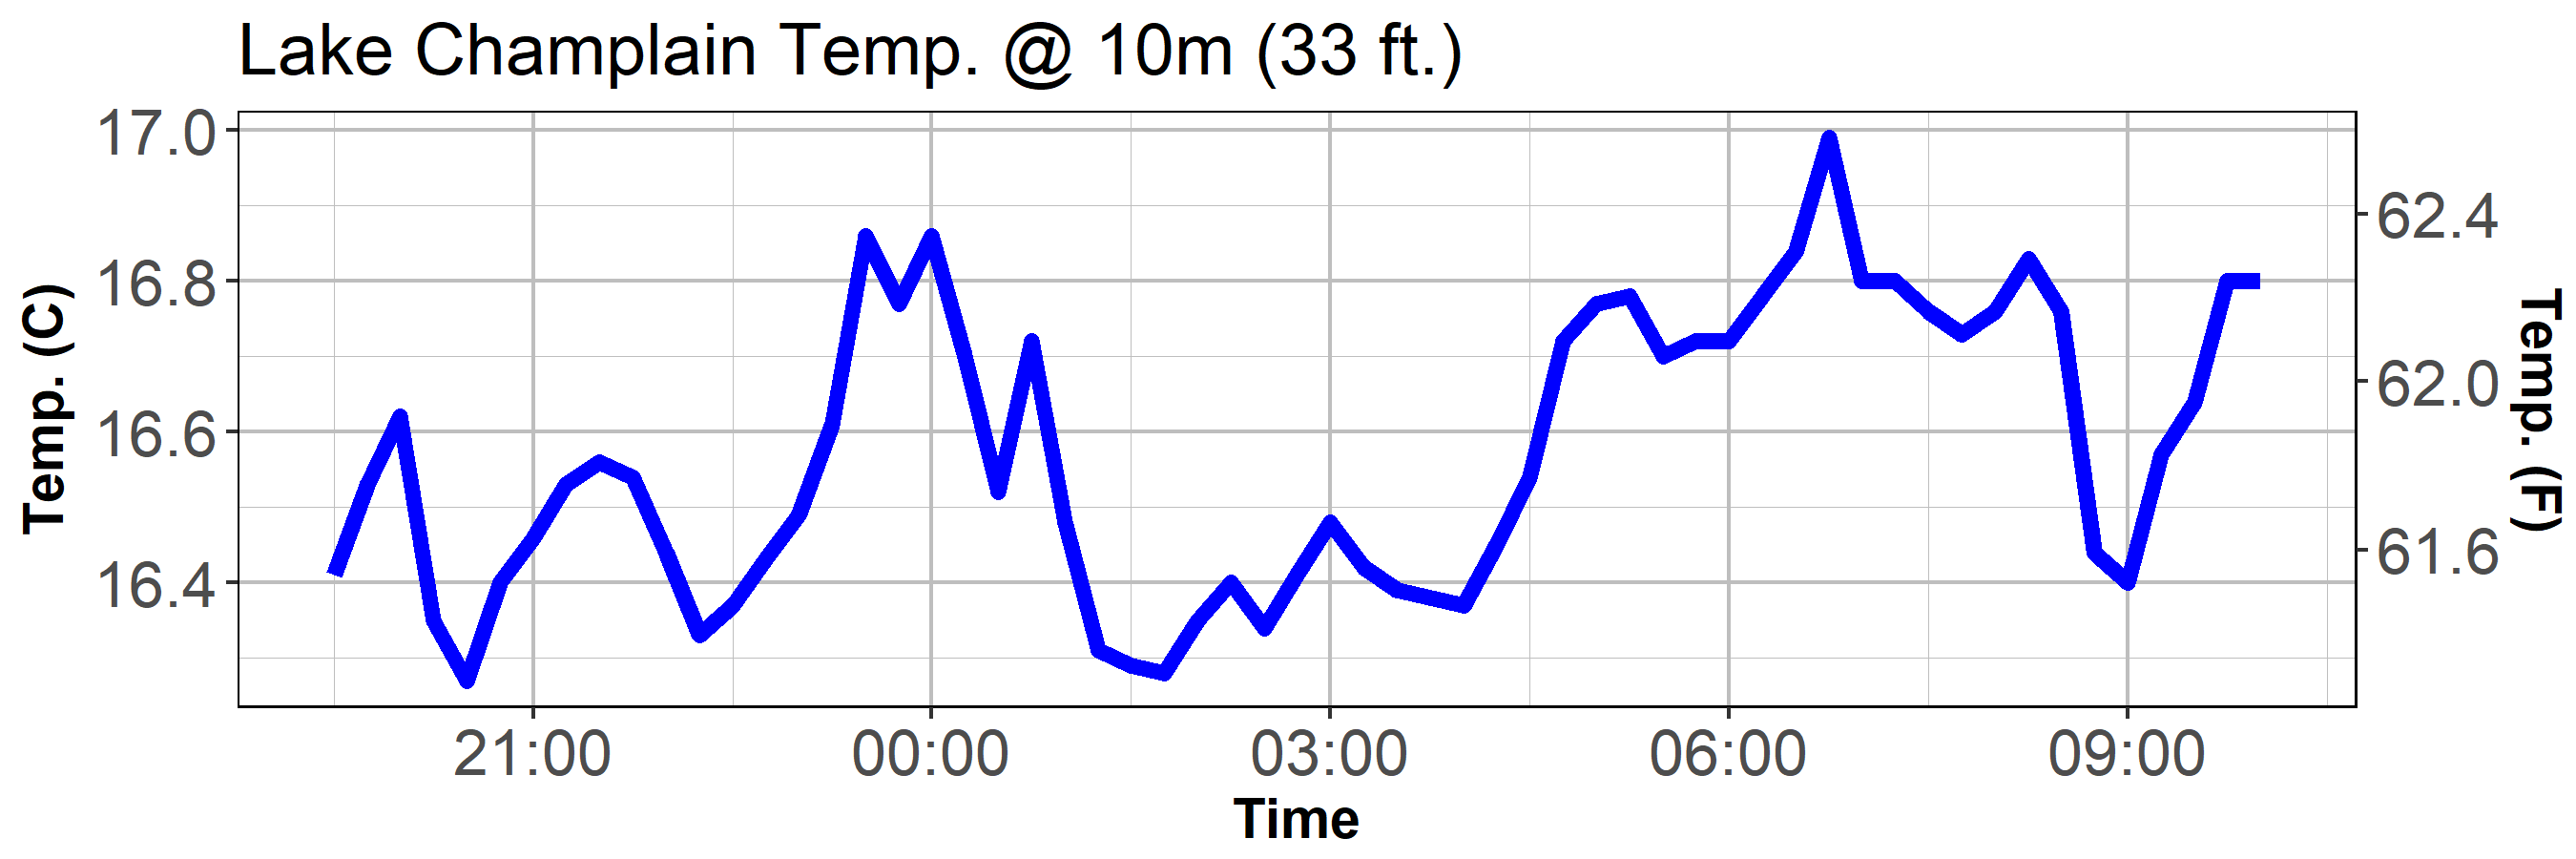 Lake Champlain Temp. @ 10m (33 ft.)
17.0
16.8
16.6
16.4
Temp. (C)
62.4
62.0
61.6
Temp. (F)
21:00 00:00 03:00 06:00 09:00
Time